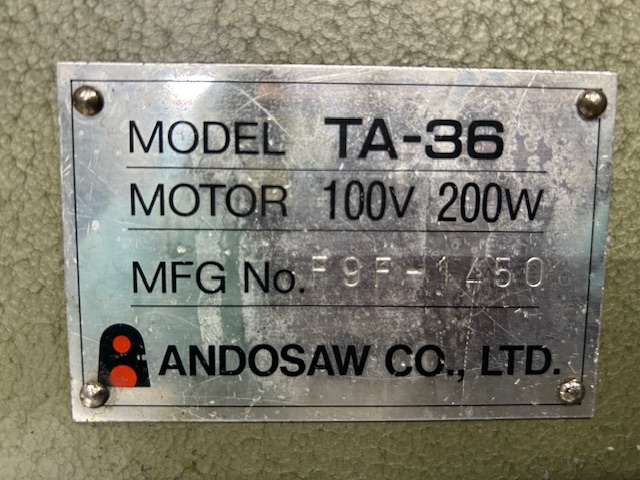 MODEL TA-36
MOTOR 100V 200W
MFG No. F9F-1450
ANDOSAW CO., LTD.